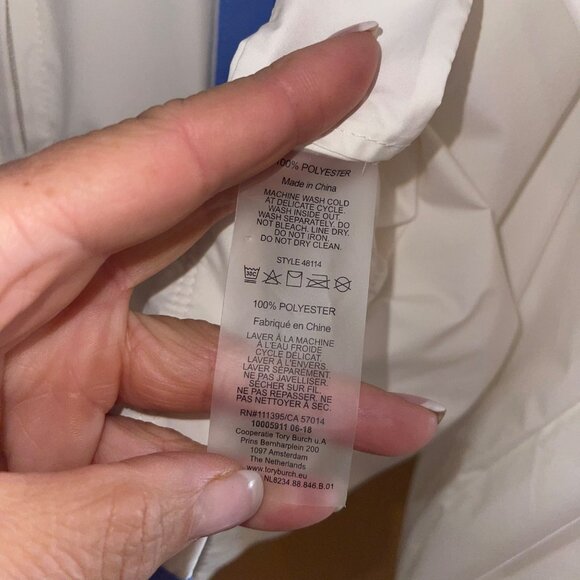 100% POLYESTER
Made in China
MACHINE WASH COLD
AT DELICATE CYCLE.
WASH INSIDE OUT.
WASH SEPARATELY. DO
NOT BLEACH. LINE DRY.
DO NOT IRON.
DO NOT DRY CLEAN.
STYLE 48114
30C
100% POLYESTER
Fabriqué en Chine
LAVER À LA MACHINE
À L'EAU FROIDE
CYCLE DÉLICAT.
LAVER À L'ENVERS.
LAVER SÉPARÉMENT.
NE PAS JAVELLISER.
SÉCHER SUR FIL.
NE PAS REPASSER. NE
PAS NETTOYER À SEC.
RN#111395/CA 57014
10005911 06-18
Cooperatie Tory Burch u.A
Prins Bernharplein 200
1097 Amsterdam
The Netherlands
www.toryburch.com
NL8234.88.846.B.01